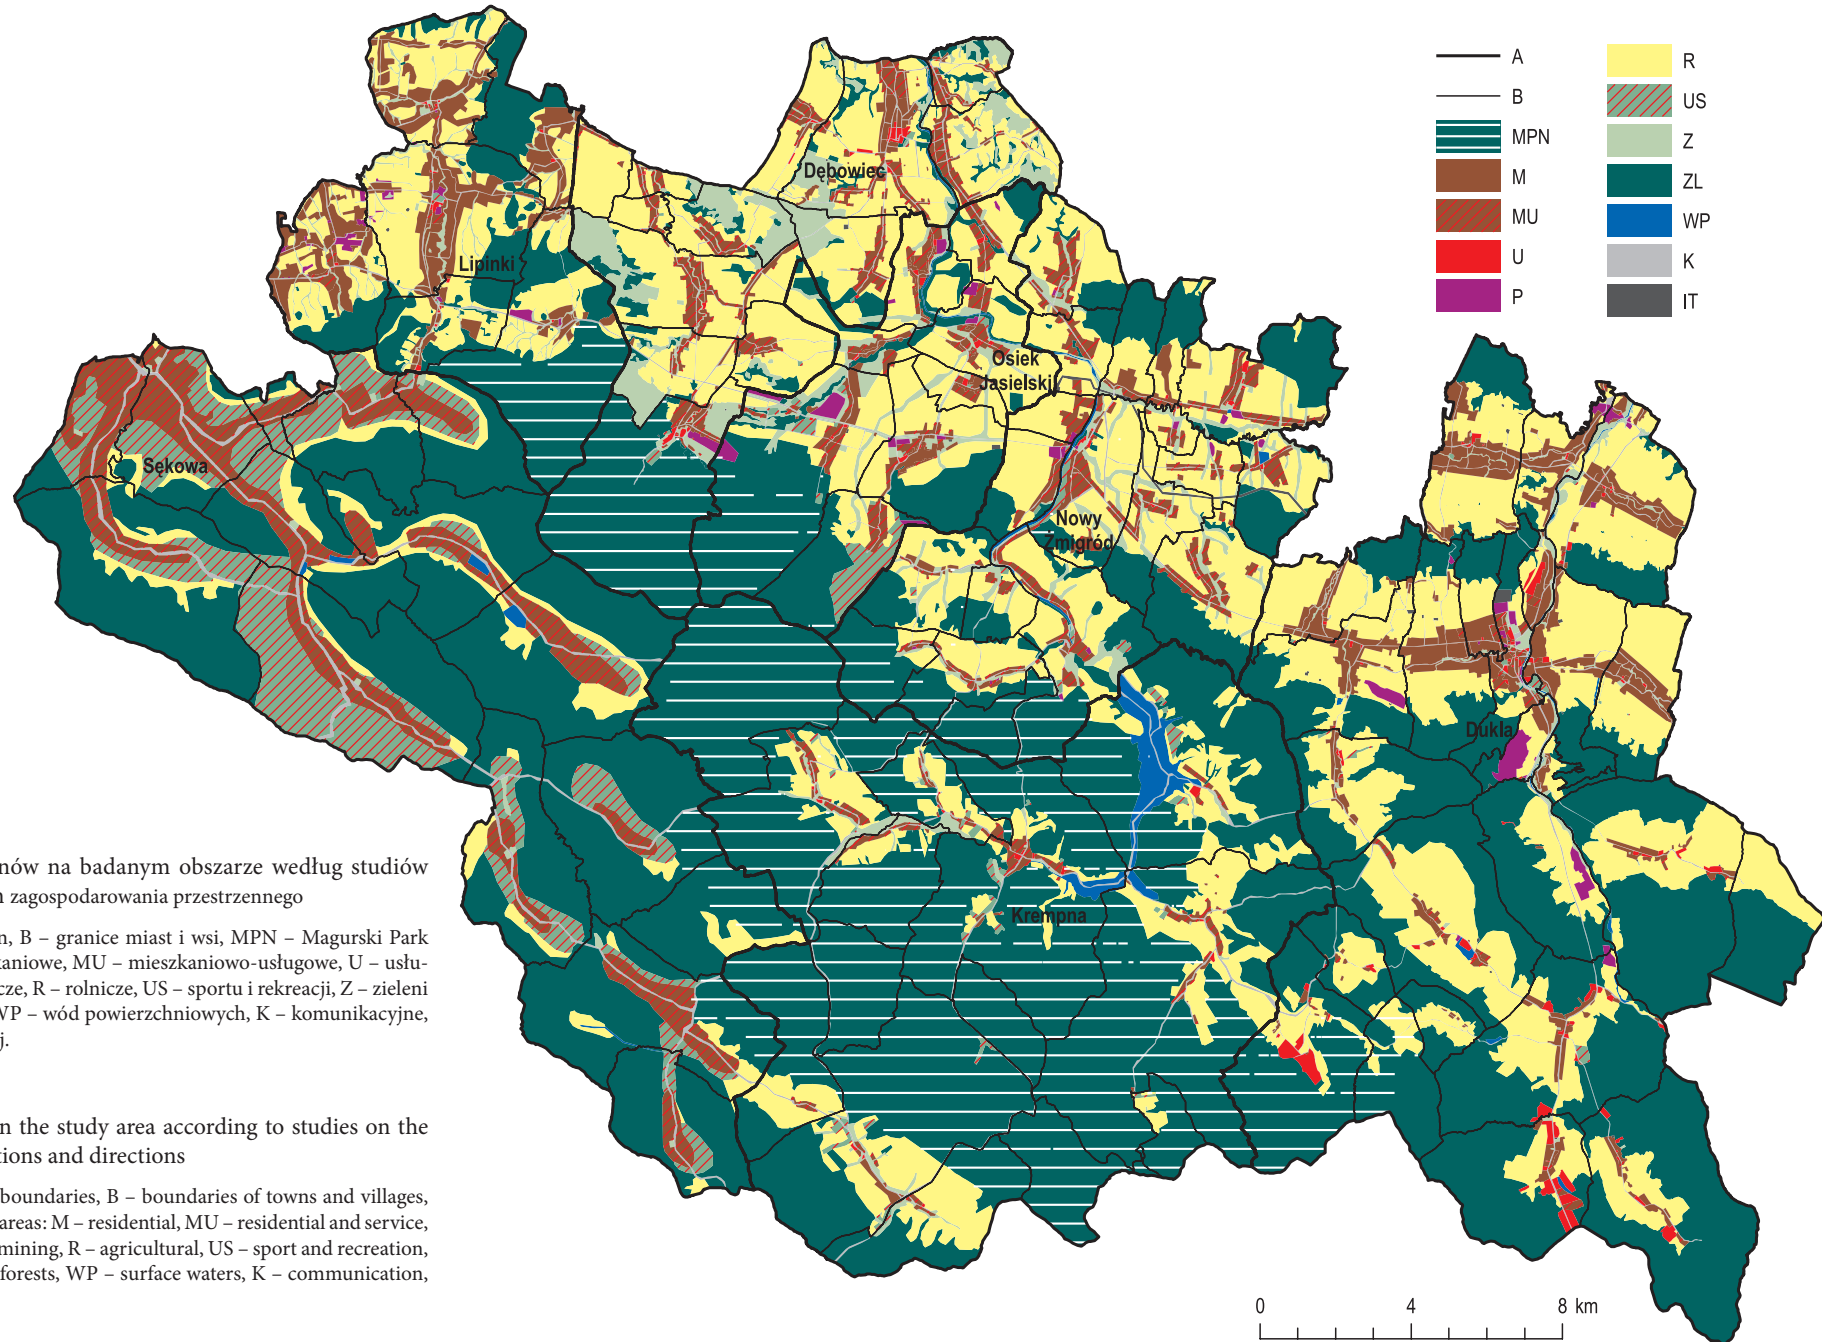 A
B
MPN
M
MU
U
P
R
US
Z
ZL
WP
K
IT
Dębowiec
Lipinki
Osiek
Jasielski
Sękowa
Nowy
Żmigród
Dukla
Krempna
nów na badanym obszarze według studiów
zagospodarowania przestrzennego
n, B – granice miast i wsi, MPN – Magurski Park
kaniowe, MU – mieszkaniowo-usługowe, U – usłu-
cze, R – rolnicze, US – sportu i rekreacji, Z – zieleni
WP – wód powierzchniowych, K – komunikacyjne,
j.
n the study area according to studies on the
tions and directions
boundaries, B – boundaries of towns and villages,
areas: M – residential, MU – residential and service,
mining, R – agricultural, US – sport and recreation,
forests, WP – surface waters, K – communication,
0 4 8 km